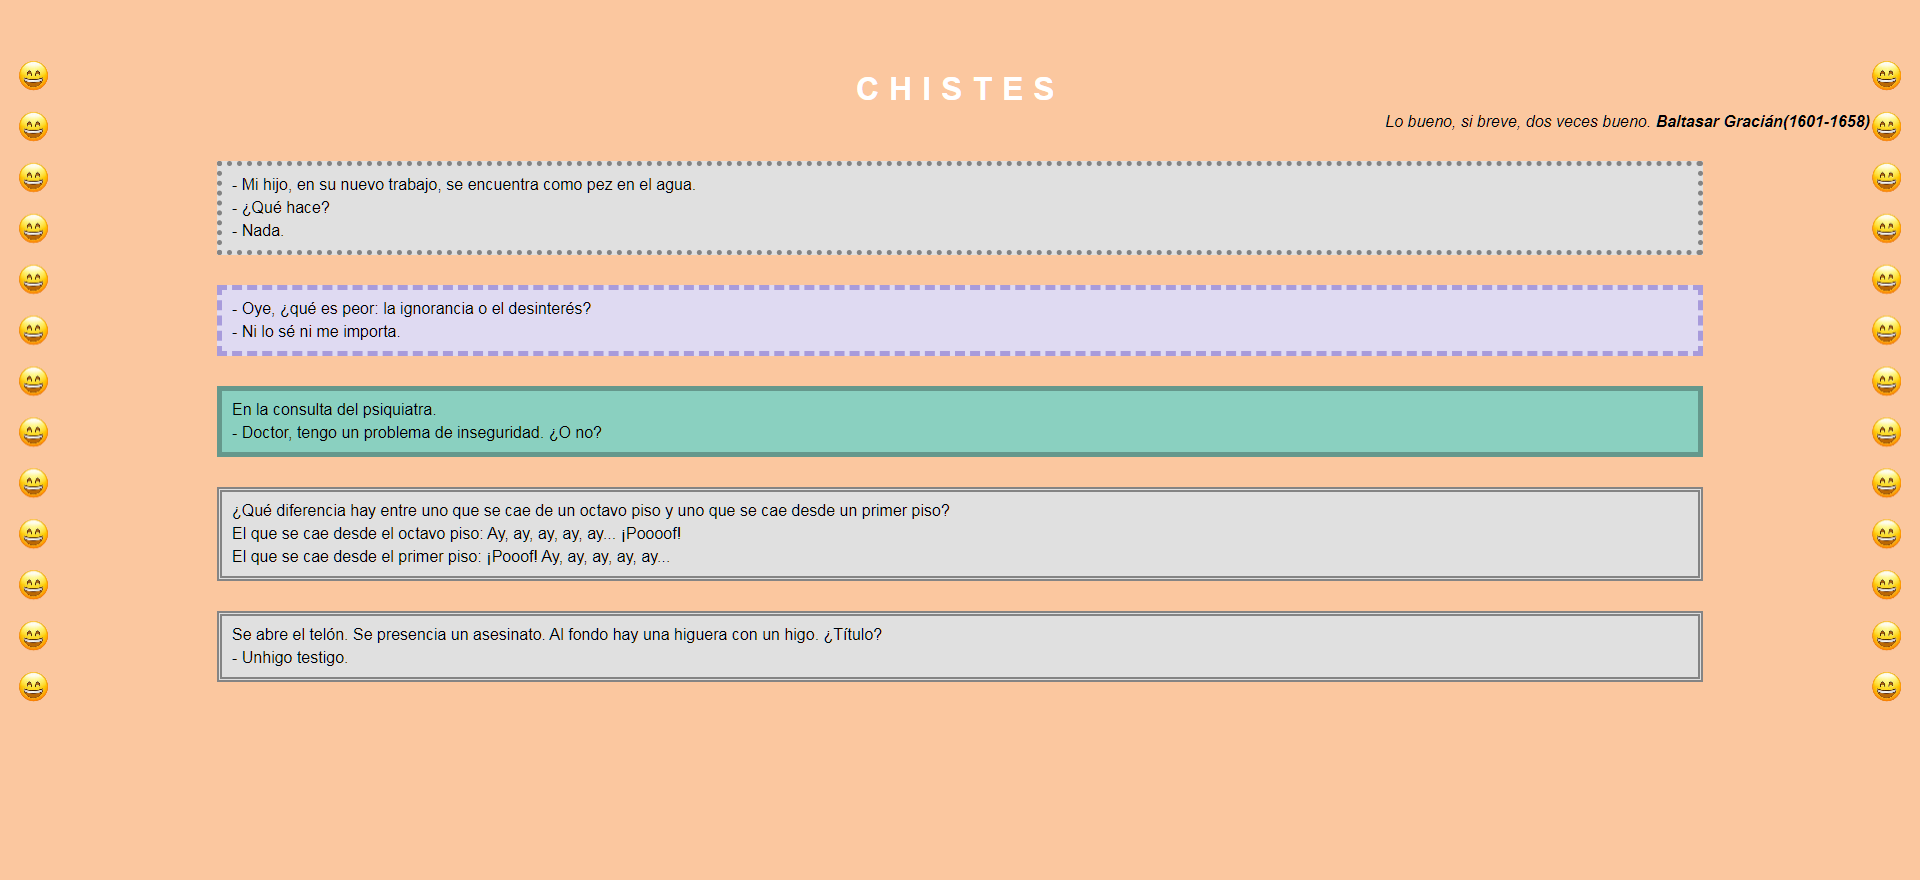 CHISTES
Lo bueno, si breve, dos veces bueno. Baltasar Gracián(1601-1658)
- Mi hijo, en su nuevo trabajo, se encuentra como pez en el agua.
- ¿Qué hace?
- Nada.
- Oye, ¿qué es peor: la ignorancia o el desinterés?
- Ni lo sé ni me importa.
En la consulta del psiquiatra.
- Doctor, tengo un problema de inseguridad. ¿O no?
¿Qué diferencia hay entre uno que se cae de un octavo piso y uno que se cae desde un primer piso?
El que se cae desde el octavo piso: Ay, ay, ay, ay, ay... ¡Poooof!
El que se cae desde el primer piso: ¡Pooof! Ay, ay, ay, ay, ay...
Se abre el telón. Se presencia un asesinato. Al fondo hay una higuera con un higo. ¿Título?
- Unhigo testigo.